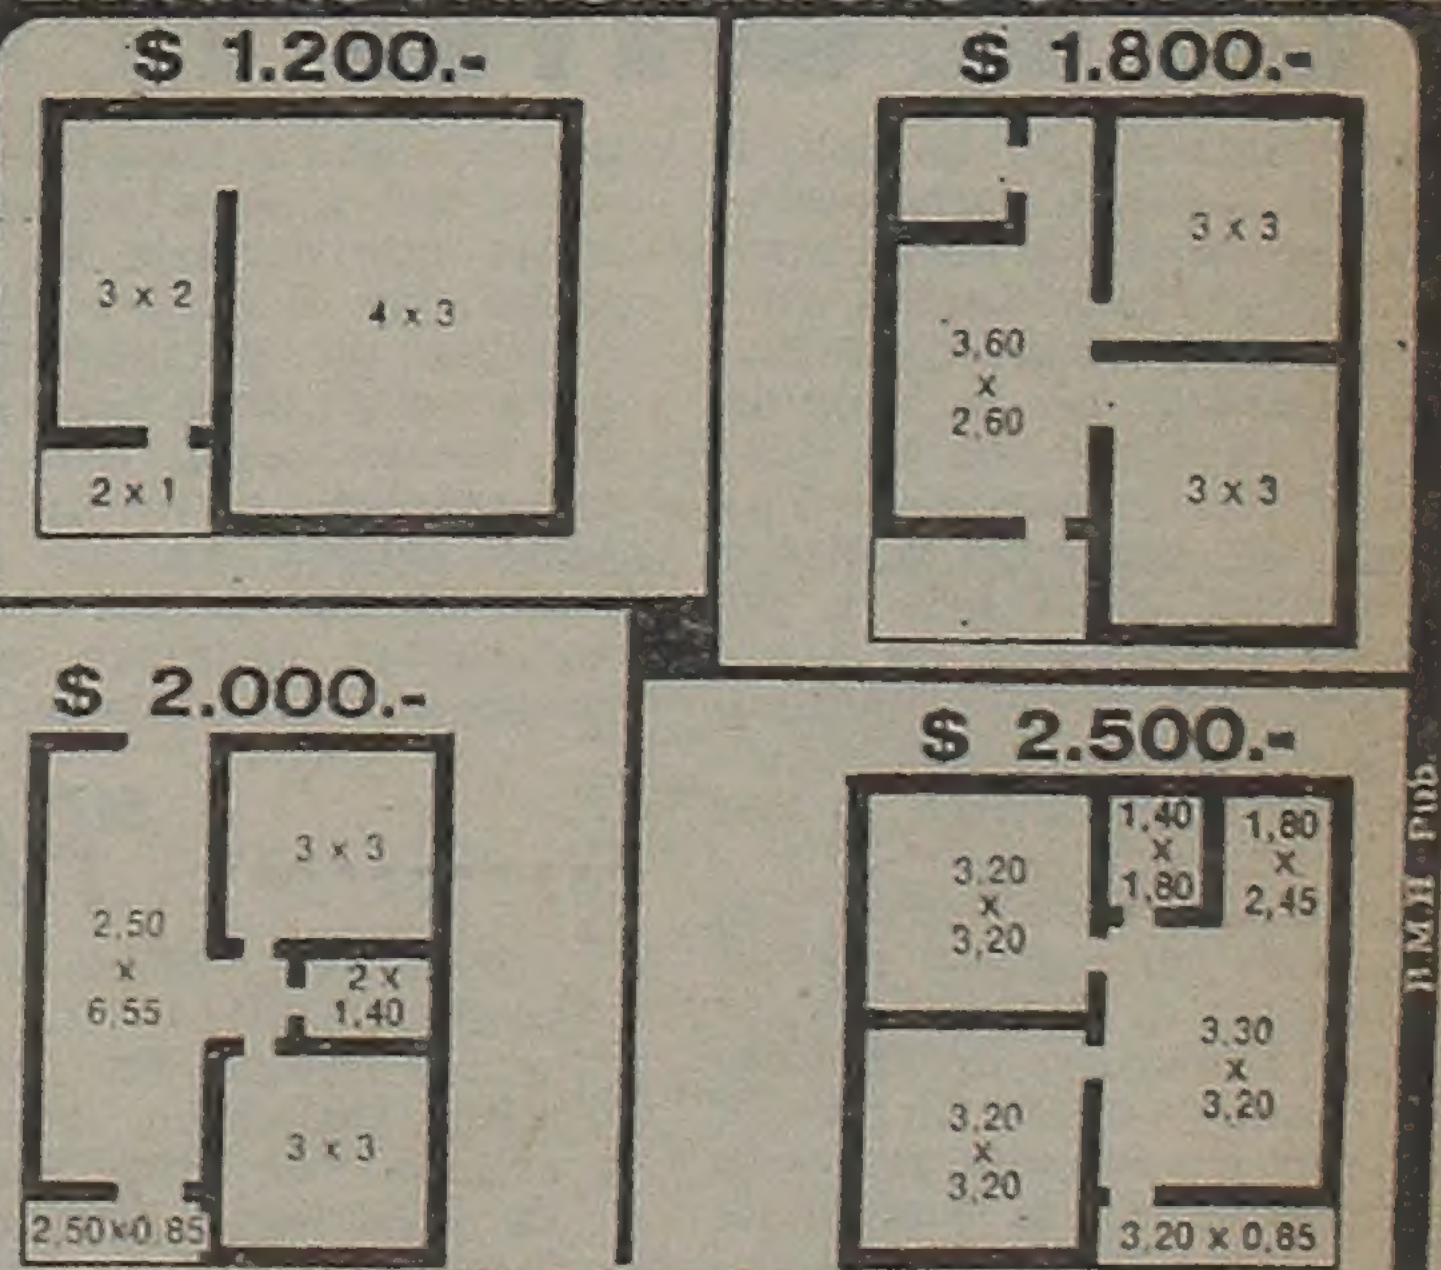 $ 1.200.-
3 x 2
4 x 3
2 x 1
$ 1.800.-
3 x 3
3,60
x
2,60
3 x 3
$ 2.000.-
3 x 3
2,50
x
6,55
2 x
1,40
3 x 3
2,50x0,85
$ 2.500.-
3,20
x
3,20
1,40
x
1,80
1,80
x
2,45
3,30
x
3,20
3,20
x
3,20
3,20 x 0,85
Pub.